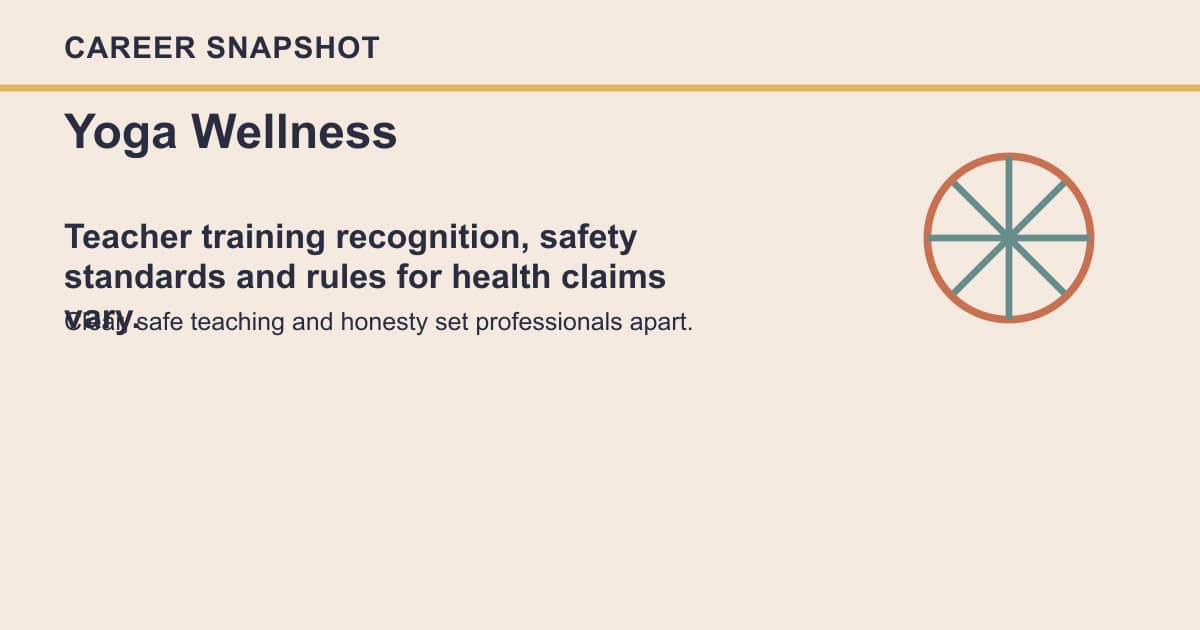 CAREER SNAPSHOT
Yoga Wellness
Teacher training recognition, safety
standards and rules for health claims
vary.
Clear, safe teaching and honesty set professionals apart.